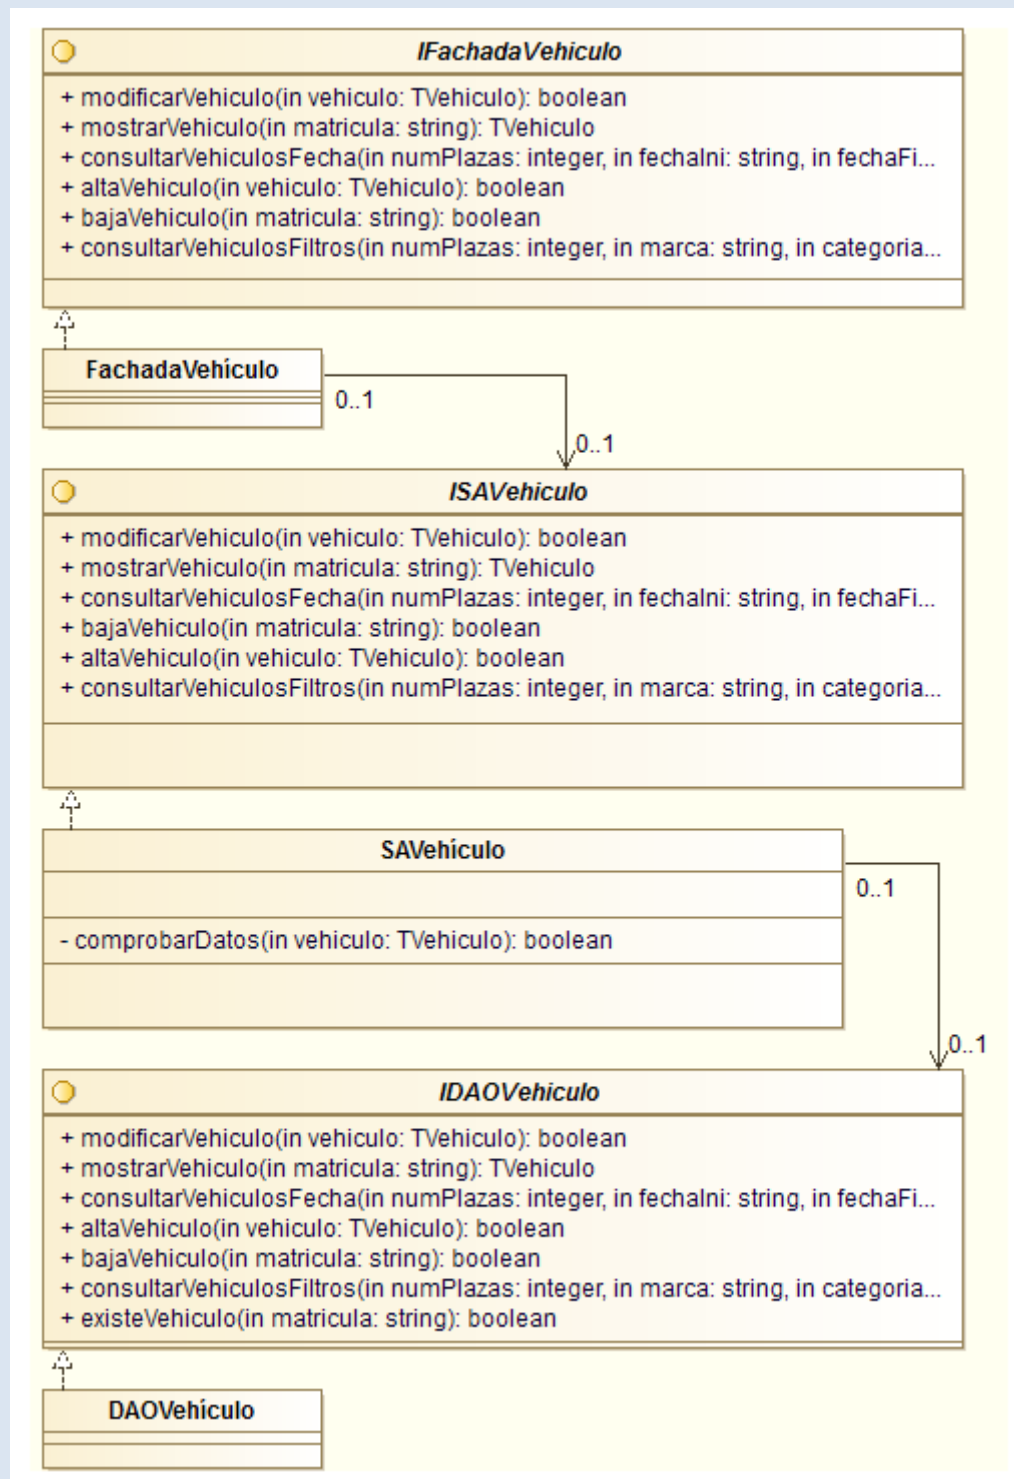 IFachadaVehiculo
+ modificarVehiculo(in vehiculo: TVehiculo): boolean
+ mostrarVehiculo(in matricula: string): TVehiculo
+ consultarVehiculosFecha(in numPlazas: integer, in fechaIni: string, in fechaFi...
+ altaVehiculo(in vehiculo: TVehiculo): boolean
+ bajaVehiculo(in matricula: string): boolean
+ consultarVehiculosFiltros(in numPlazas: integer, in marca: string, in categoria...
FachadaVehículo
0..1
0..1
ISAVehiculo
+ modificarVehiculo(in vehiculo: TVehiculo): boolean
+ mostrarVehiculo(in matricula: string): TVehiculo
+ consultarVehiculosFecha(in numPlazas: integer, in fechaIni: string, in fechaFi...
+ bajaVehiculo(in matricula: string): boolean
+ altaVehiculo(in vehiculo: TVehiculo): boolean
+ consultarVehiculosFiltros(in numPlazas: integer, in marca: string, in categoria...
SAVehículo
0..1
- comprobarDatos(in vehiculo: TVehiculo): boolean
0..1
IDAOVehiculo
+ modificarVehiculo(in vehiculo: TVehiculo): boolean
+ mostrarVehiculo(in matricula: string): TVehiculo
+ consultarVehiculosFecha(in numPlazas: integer, in fechaIni: string, in fechaFi...
+ altaVehiculo(in vehiculo: TVehiculo): boolean
+ bajaVehiculo(in matricula: string): boolean
+ consultarVehiculosFiltros(in numPlazas: integer, in marca: string, in categoria...
+ existeVehiculo(in matricula: string): boolean
DAOVehículo